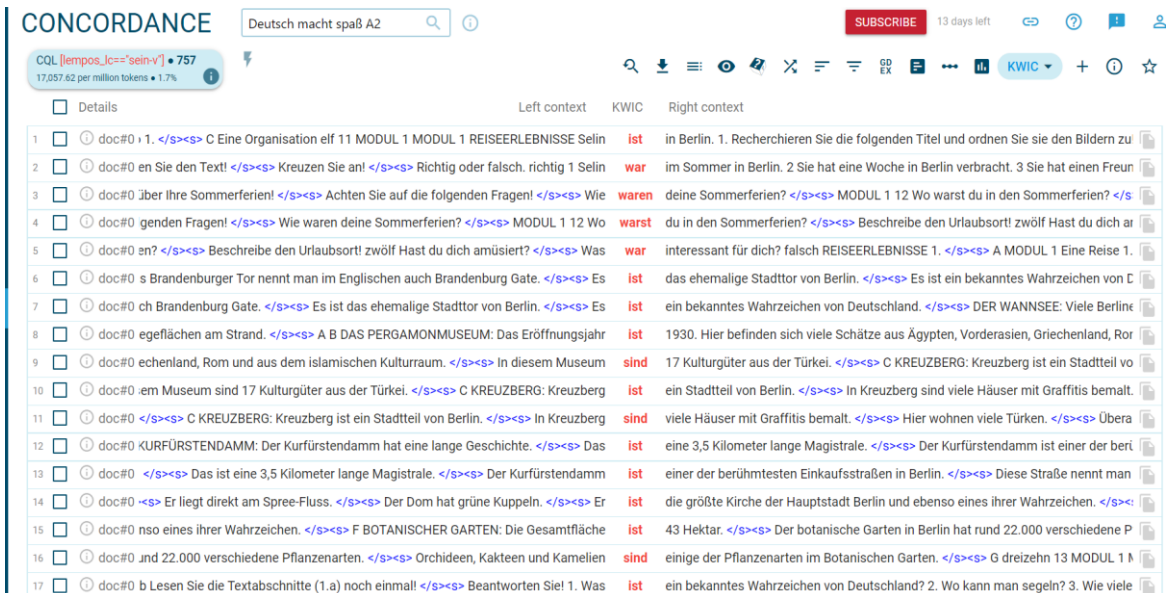 CONCORDANCE Deutsch macht spaß A2 SUBSCRIBE 13 days left
CQL [lempos_lc=="sein-v"] • 757
17,057.62 per million tokens • 1.7%
GD EX KWIC
Details Left context KWIC Right context
1 doc#0 1. </s><s> C Eine Organisation elf 11 MODUL 1 MODUL 1 REISEERLEBNISSE Selin ist in Berlin. 1. Recherchieren Sie die folgenden Titel und ordnen Sie sie den Bildern zu
2 doc#0 en Sie den Text! </s><s> Kreuzen Sie an! </s><s> Richtig oder falsch. richtig 1 Selin war im Sommer in Berlin. 2 Sie hat eine Woche in Berlin verbracht. 3 Sie hat einen Freun
3 doc#0 über Ihre Sommerferien! </s><s> Achten Sie auf die folgenden Fragen! </s><s> Wie waren deine Sommerferien? </s><s> MODUL 1 12 Wo warst du in den Sommerferien? </s
4 doc#0 genden Fragen! </s><s> Wie waren deine Sommerferien? </s><s> MODUL 1 12 Wo warst du in den Sommerferien? </s><s> Beschreibe den Urlaubsort! zwölf Hast du dich ar
5 doc#0 en? </s><s> Beschreibe den Urlaubsort! zwölf Hast du dich amüsiert? </s><s> Was war interessant für dich? falsch REISEERLEBNISSE 1. </s><s> A MODUL 1 Eine Reise 1.
6 doc#0 s Brandenburger Tor nennt man im Englischen auch Brandenburg Gate. </s><s> Es ist das ehemalige Stadttor von Berlin. </s><s> Es ist ein bekanntes Wahrzeichen von D
7 doc#0 ch Brandenburg Gate. </s><s> Es ist das ehemalige Stadttor von Berlin. </s><s> Es ist ein bekanntes Wahrzeichen von Deutschland. </s><s> DER WANNSEE: Viele Berline
8 doc#0 egeflächen am Strand. </s><s> A B DAS PERGAMONMUSEUM: Das Eröffnungsjahr ist 1930. Hier befinden sich viele Schätze aus Ägypten, Vorderasien, Griechenland, Ror
9 doc#0 echenland, Rom und aus dem islamischen Kulturraum. </s><s> In diesem Museum sind 17 Kulturgüter aus der Türkei. </s><s> C KREUZBERG: Kreuzberg ist ein Stadtteil vo
10 doc#0 em Museum sind 17 Kulturgüter aus der Türkei. </s><s> C KREUZBERG: Kreuzberg ist ein Stadtteil von Berlin. </s><s> In Kreuzberg sind viele Häuser mit Graffitis bemalt.
11 doc#0 </s><s> C KREUZBERG: Kreuzberg ist ein Stadtteil von Berlin. </s><s> In Kreuzberg sind viele Häuser mit Graffitis bemalt. </s><s> Hier wohnen viele Türken. </s><s> Übera
12 doc#0 KURFÜRSTENDAMM: Der Kurfürstendamm hat eine lange Geschichte. </s><s> Das ist eine 3,5 Kilometer lange Magistrale. </s><s> Der Kurfürstendamm ist einer der berü
13 doc#0 </s><s> Das ist eine 3,5 Kilometer lange Magistrale. </s><s> Der Kurfürstendamm ist einer der berühmtesten Einkaufsstraßen in Berlin. </s><s> Diese Straße nennt man
14 doc#0 <s> Er liegt direkt am Spree-Fluss. </s><s> Der Dom hat grüne Kuppeln. </s><s> Er ist die größte Kirche der Hauptstadt Berlin und ebenso eines ihrer Wahrzeichen. </s><
15 doc#0 nso eines ihrer Wahrzeichen. </s><s> F BOTANISCHER GARTEN: Die Gesamtfläche ist 43 Hektar. </s><s> Der botanische Garten in Berlin hat rund 22.000 verschiedene P
16 doc#0 und 22.000 verschiedene Pflanzenarten. </s><s> Orchideen, Kakteen und Kamelien sind einige der Pflanzenarten im Botanischen Garten. </s><s> G dreizehn 13 MODUL 1
17 doc#0 b Lesen Sie die Textabschnitte (1.a) noch einmal! </s><s> Beantworten Sie! 1. Was ist ein bekanntes Wahrzeichen von Deutschland? 2. Wo kann man segeln? 3. Wie viele